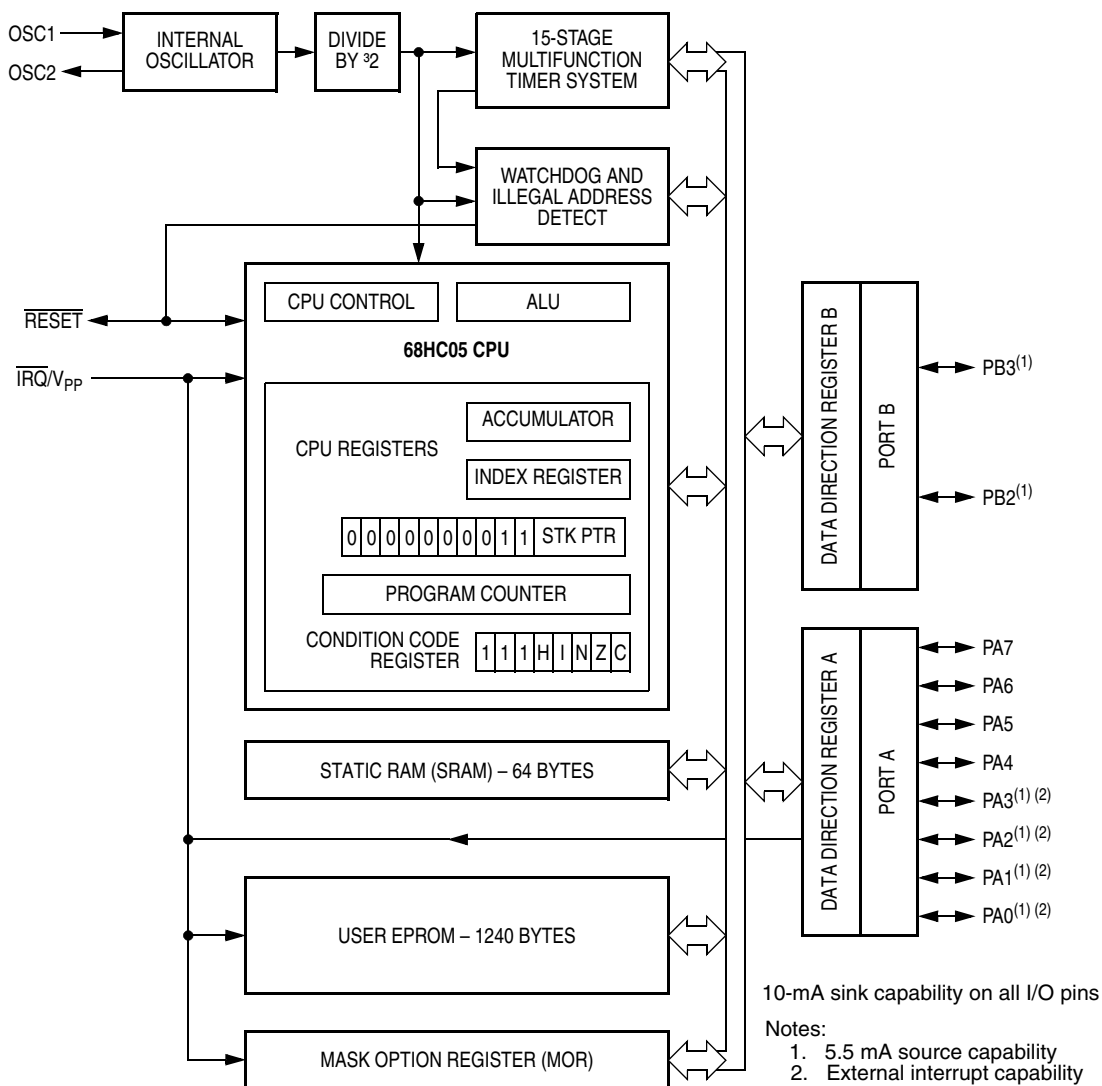 OSC1
OSC2
INTERNAL
OSCILLATOR
DIVIDE
BY ³2
15-STAGE
MULTIFUNCTION
TIMER SYSTEM
WATCHDOG AND
ILLEGAL ADDRESS
DETECT
RESET
IRQ/VPP
CPU CONTROL
ALU
68HC05 CPU
CPU REGISTERS
ACCUMULATOR
INDEX REGISTER
0 0 0 0 0 0 0 0 1 1 STK PTR
PROGRAM COUNTER
CONDITION CODE
REGISTER
1 1 1 H I N Z C
STATIC RAM (SRAM) – 64 BYTES
USER EPROM – 1240 BYTES
MASK OPTION REGISTER (MOR)
DATA DIRECTION REGISTER B
PORT B
PB3(1)
PB2(1)
DATA DIRECTION REGISTER A
PORT A
PA7
PA6
PA5
PA4
PA3(1) (2)
PA2(1) (2)
PA1(1) (2)
PA0(1) (2)
10-mA sink capability on all I/O pins
Notes:
1. 5.5 mA source capability
2. External interrupt capability